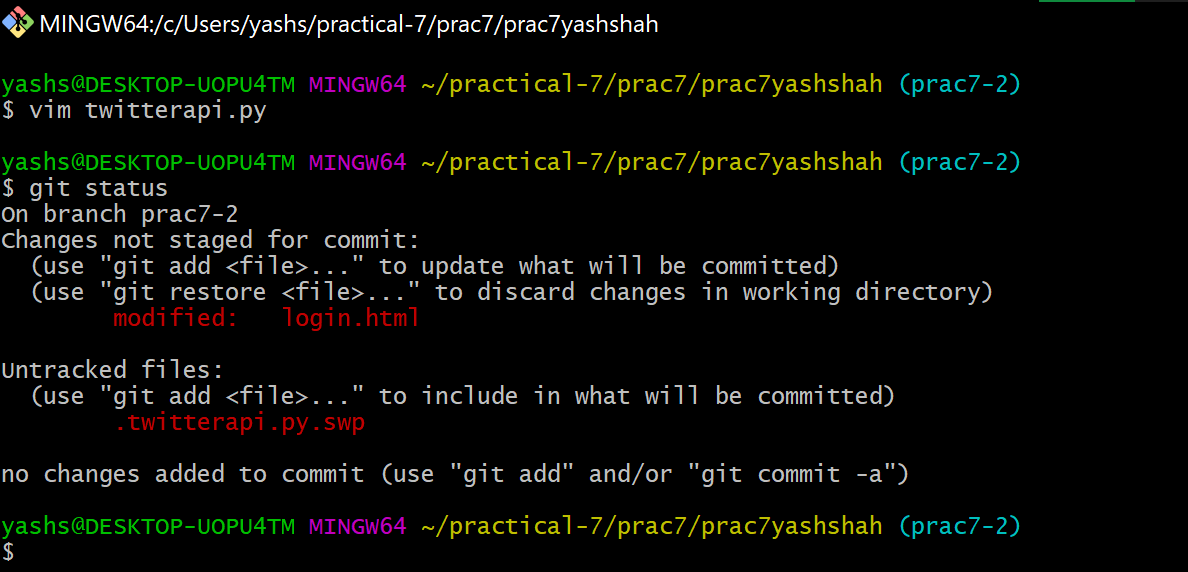 MINGW64:/c/Users/yashs/practical-7/prac7/prac7yashshah
yashs@DESKTOP-UOPU4TM MINGW64 ~/practical-7/prac7/prac7yashshah (prac7-2)
$ vim twitterapi.py
yashs@DESKTOP-UOPU4TM MINGW64 ~/practical-7/prac7/prac7yashshah (prac7-2)
$ git status
On branch prac7-2
Changes not staged for commit:
  (use "git add <file>..." to update what will be committed)
  (use "git restore <file>..." to discard changes in working directory)
        modified:   login.html
Untracked files:
  (use "git add <file>..." to include in what will be committed)
        .twitterapi.py.swp
no changes added to commit (use "git add" and/or "git commit -a")
yashs@DESKTOP-UOPU4TM MINGW64 ~/practical-7/prac7/prac7yashshah (prac7-2)
$